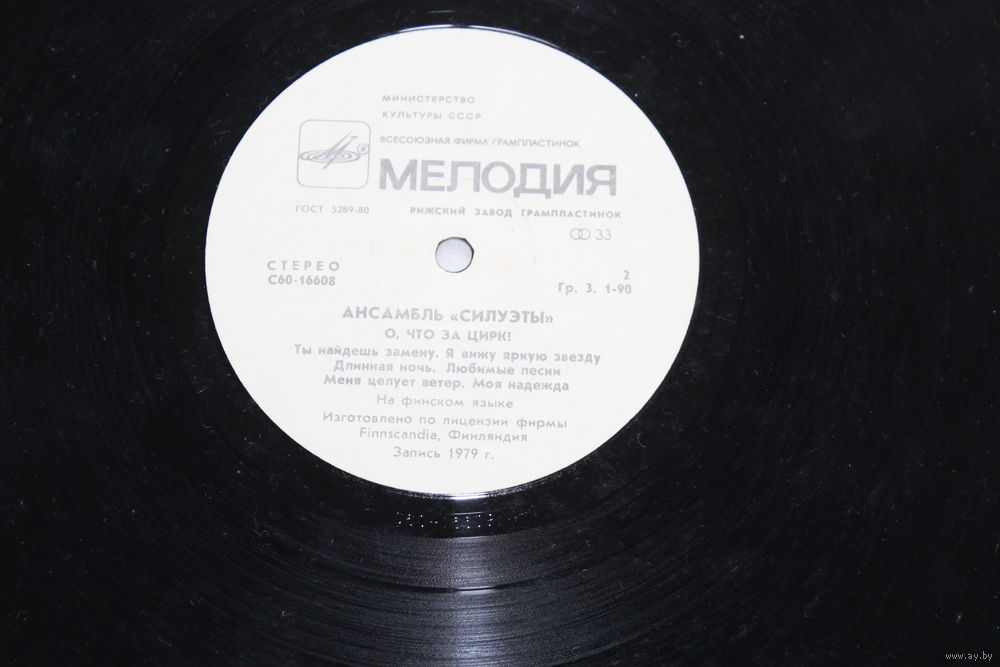 МИНИСТЕРСТВО
КУЛЬТУРЫ СССР
ВСЕСОЮЗНАЯ ФИРМА ГРАМПЛАСТИНОК
МЕЛОДИЯ
ГОСТ 5289-80 РИЖСКИЙ ЗАВОД ГРАМПЛАСТИНОК
33
СТЕРЕО
С60-16608
2
Гр. 3. 1-90
АНСАМБЛЬ «СИЛУЭТЫ»
О, ЧТО ЗА ЦИРК!
Ты найдешь замену. Я вижу яркую звезду
Длинная ночь. Любимые песни
Меня целует ветер. Моя надежда
На финском языке
Изготовлено по лицензии фирмы
Finnscandia, Финляндия
Запись 1979 г.
www.ay.by